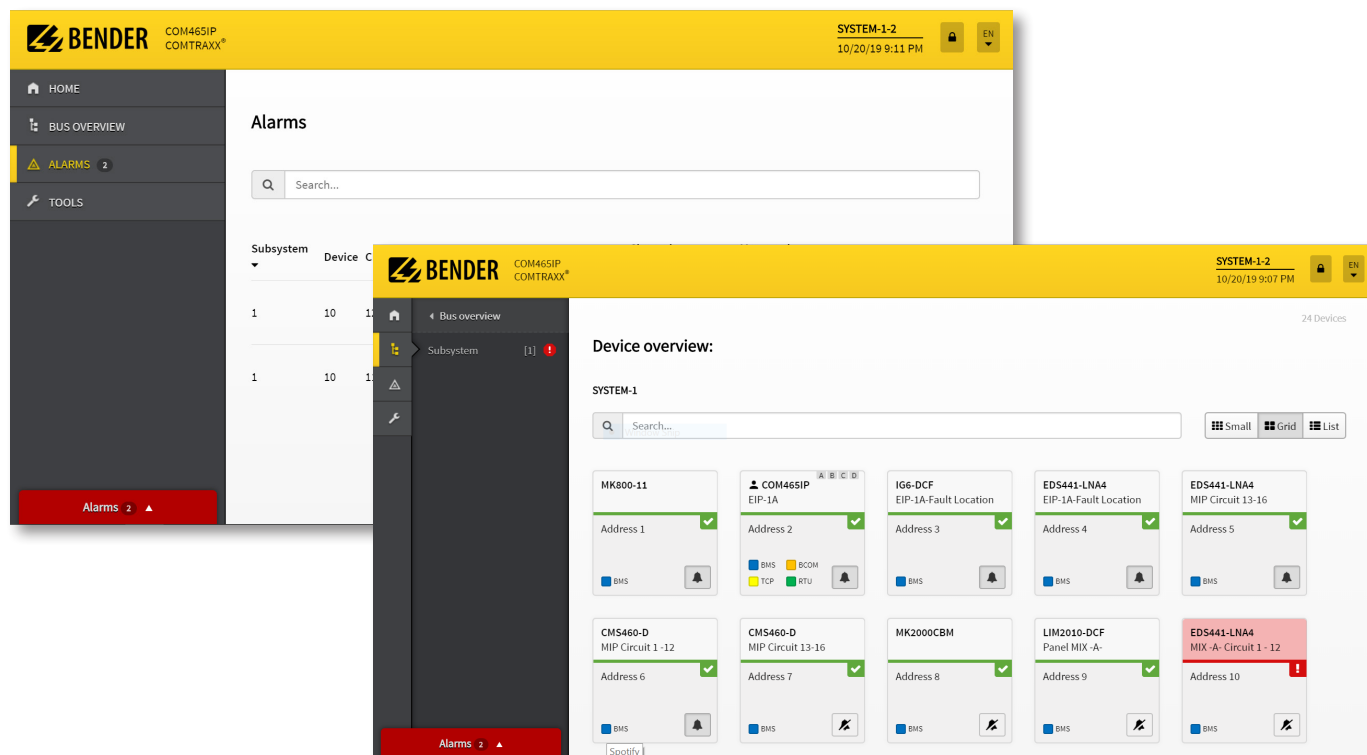 BENDER COM465IP
COMTRAXX®
SYSTEM-1-2
10/20/19 9:11 PM
EN
HOME
BUS OVERVIEW
ALARMS 2
TOOLS
Alarms
Search...
Subsystem Device
1 10
1 10
Alarms 2
BENDER COM465IP
COMTRAXX®
SYSTEM-1-2
10/20/19 9:07 PM
EN
Bus overview
Subsystem [1] !
24 Devices
Device overview:
SYSTEM-1
Search...
Small Grid List
MK800-11
Address 1
BMS
A B C D
COM465IP
EIP-1A
Address 2
BMS BCOM
TCP RTU
IG6-DCF
EIP-1A-Fault Location
Address 3
BMS
EDS441-LNA4
EIP-1A-Fault Location
Address 4
BMS
EDS441-LNA4
MIP Circuit 13-16
Address 5
BMS
CMS460-D
MIP Circuit 1 -12
Address 6
BMS
CMS460-D
MIP Circuit 13-16
Address 7
BMS
MK2000CBM
Address 8
BMS
LIM2010-DCF
Panel MIX -A-
Address 9
BMS
EDS441-LNA4
MIX -A- Circuit 1 - 12
!
Address 10
BMS
Alarms 2
Spotify